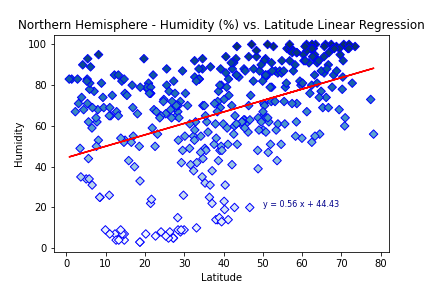 Northern Hemisphere - Humidity (%) vs. Latitude Linear Regression
100
80
60
40
20
0
Humidity
y = 0.56 x + 44.43
0 10 20 30 40 50 60 70 80
Latitude